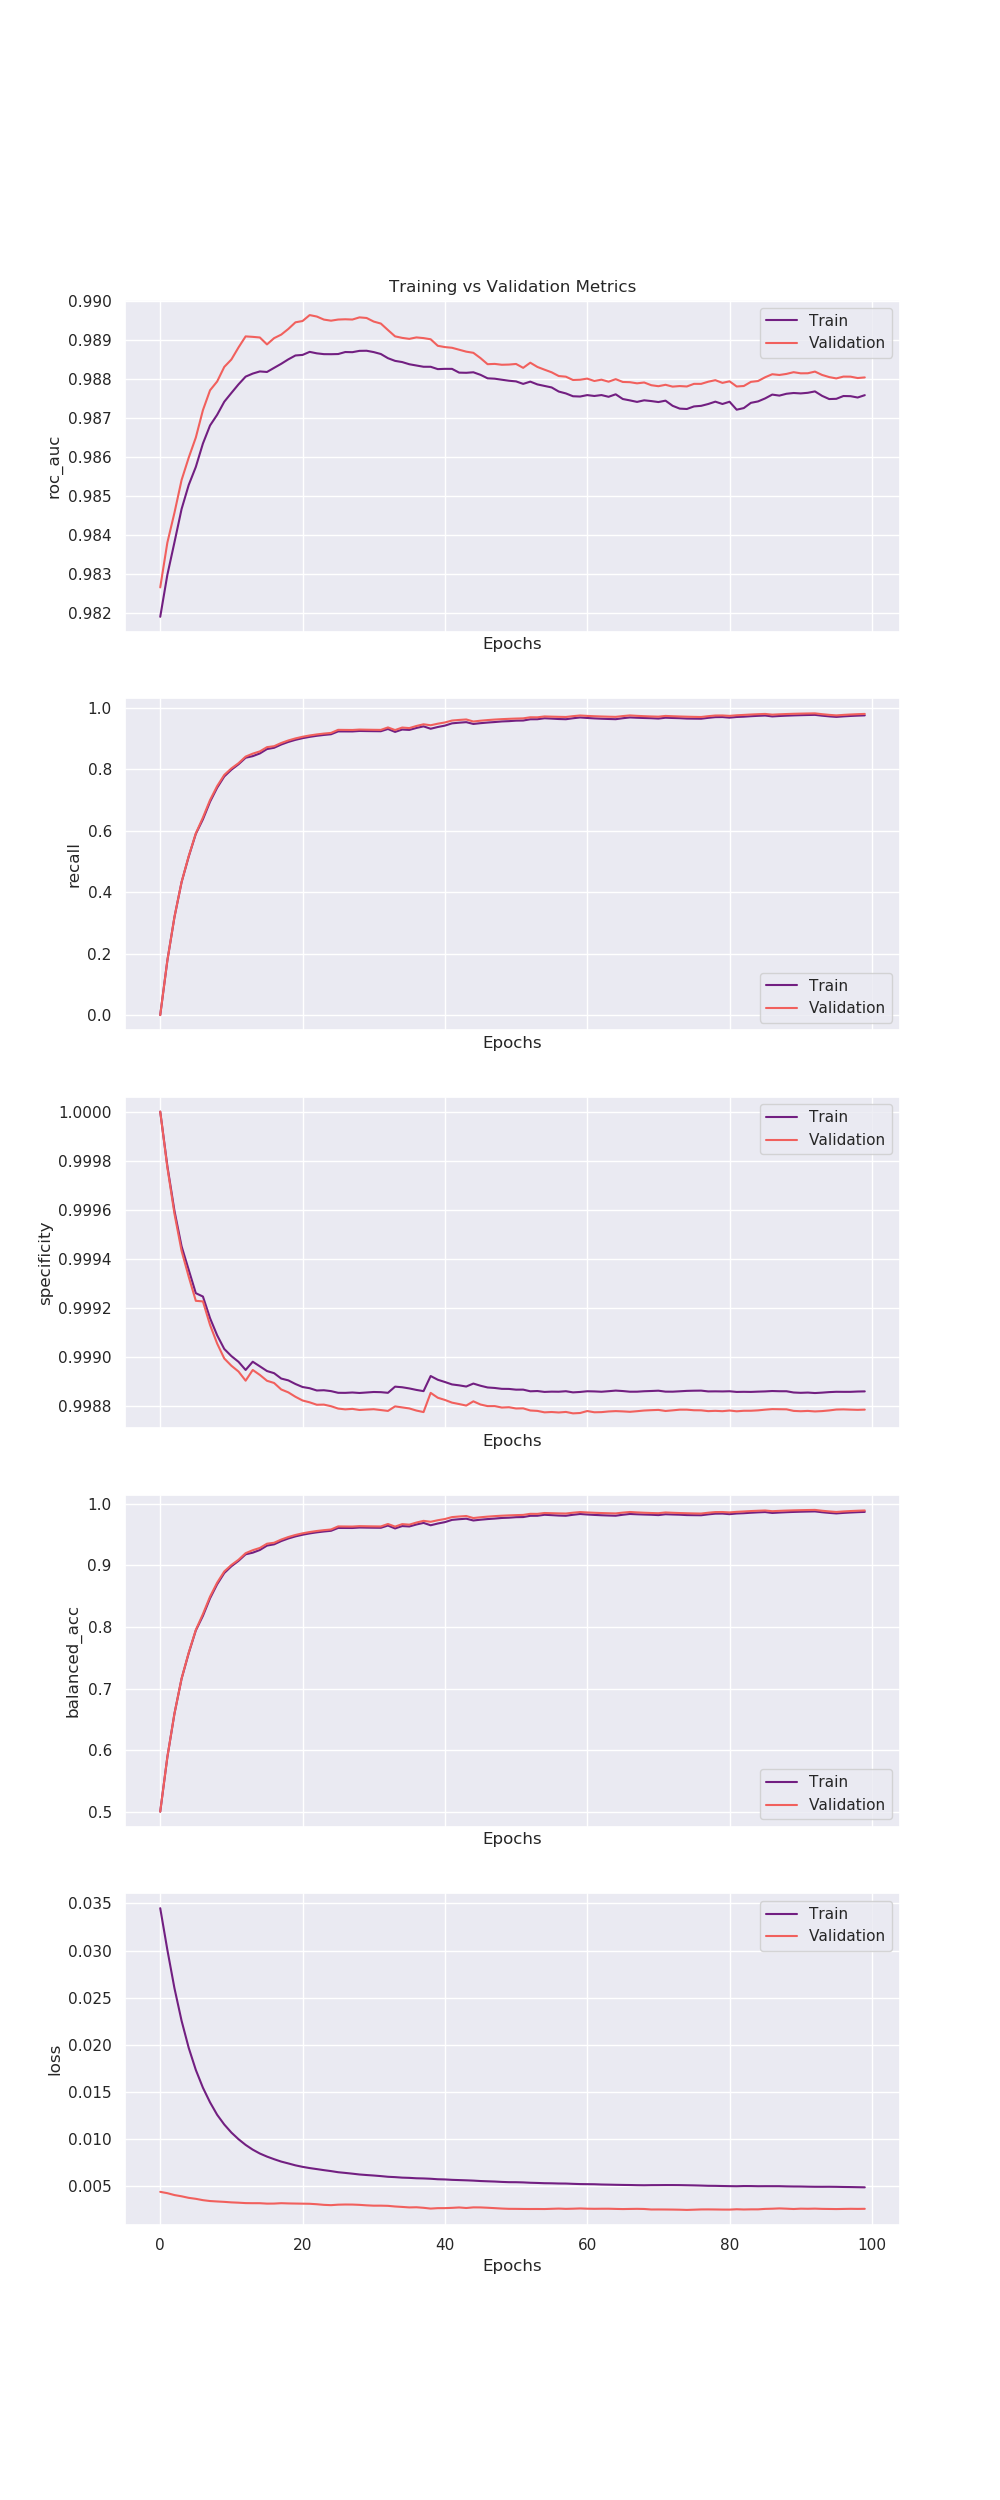 Training vs Validation Metrics
0.990
0.989
0.988
0.987
0.986
0.985
0.984
0.983
0.982
roc_auc
Train
Validation
Epochs
1.0
0.8
0.6
0.4
0.2
0.0
recall
Train
Validation
Epochs
1.0000
0.9998
0.9996
0.9994
0.9992
0.9990
0.9988
specificity
Train
Validation
Epochs
1.0
0.9
0.8
0.7
0.6
0.5
balanced_acc
Train
Validation
Epochs
0.035
0.030
0.025
0.020
0.015
0.010
0.005
loss
Train
Validation
0 20 40 60 80 100
Epochs